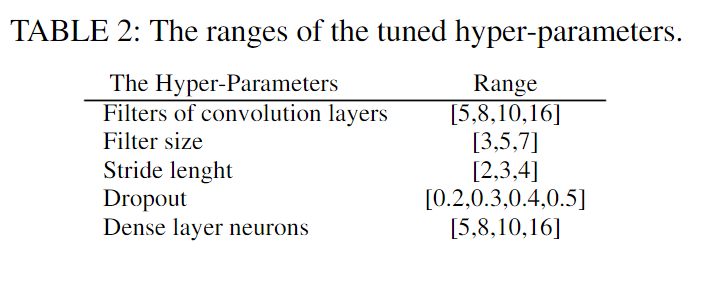 TABLE 2: The ranges of the tuned hyper-parameters.
The Hyper-Parameters Range
Filters of convolution layers [5,8,10,16]
Filter size [3,5,7]
Stride lenght [2,3,4]
Dropout [0.2,0.3,0.4,0.5]
Dense layer neurons [5,8,10,16]